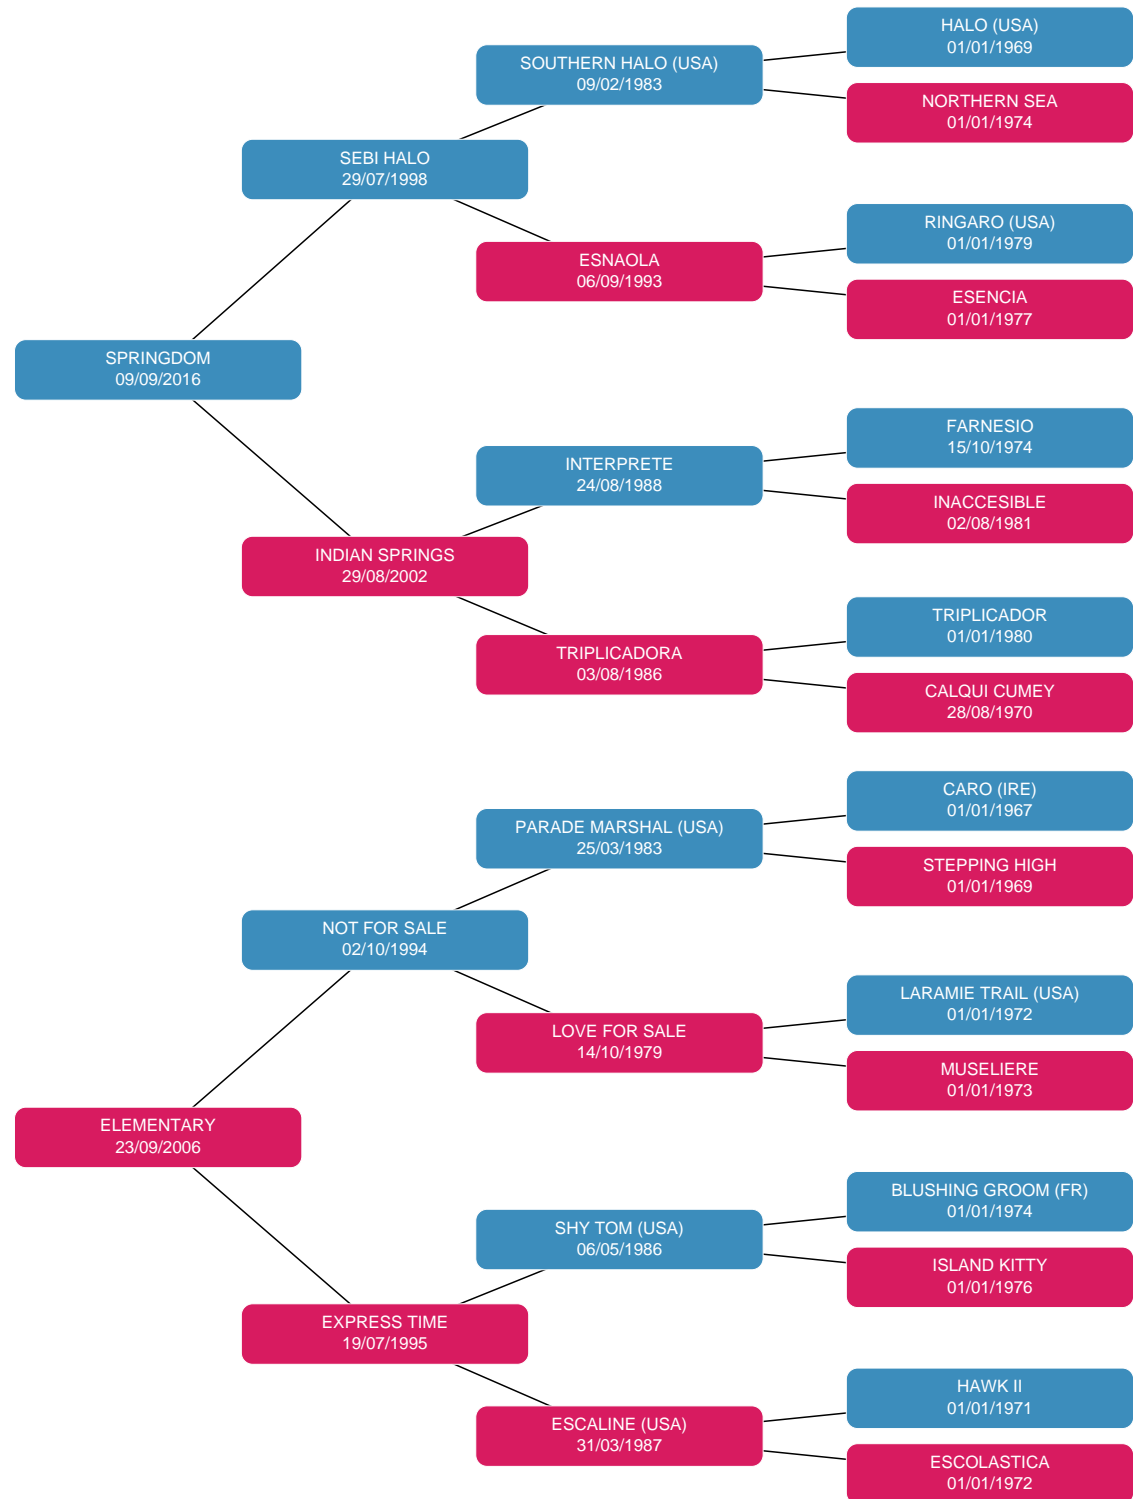 HALO (USA)
01/01/1969
SOUTHERN HALO (USA)
09/02/1983
NORTHERN SEA
01/01/1974
SEBI HALO
29/07/1998
RINGARO (USA)
01/01/1979
ESNAOLA
06/09/1993
ESENCIA
01/01/1977
SPRINGDOM
09/09/2016
FARNESIO
15/10/1974
INTERPRETE
24/08/1988
INACCESIBLE
02/08/1981
INDIAN SPRINGS
29/08/2002
TRIPLICADOR
01/01/1980
TRIPLICADORA
03/08/1986
CALQUI CUMEY
28/08/1970
CARO (IRE)
01/01/1967
PARADE MARSHAL (USA)
25/03/1983
STEPPING HIGH
01/01/1969
NOT FOR SALE
02/10/1994
LARAMIE TRAIL (USA)
01/01/1972
LOVE FOR SALE
14/10/1979
MUSELIERE
01/01/1973
ELEMENTARY
23/09/2006
BLUSHING GROOM (FR)
01/01/1974
SHY TOM (USA)
06/05/1986
ISLAND KITTY
01/01/1976
EXPRESS TIME
19/07/1995
HAWK II
01/01/1971
ESCALINE (USA)
31/03/1987
ESCOLASTICA
01/01/1972